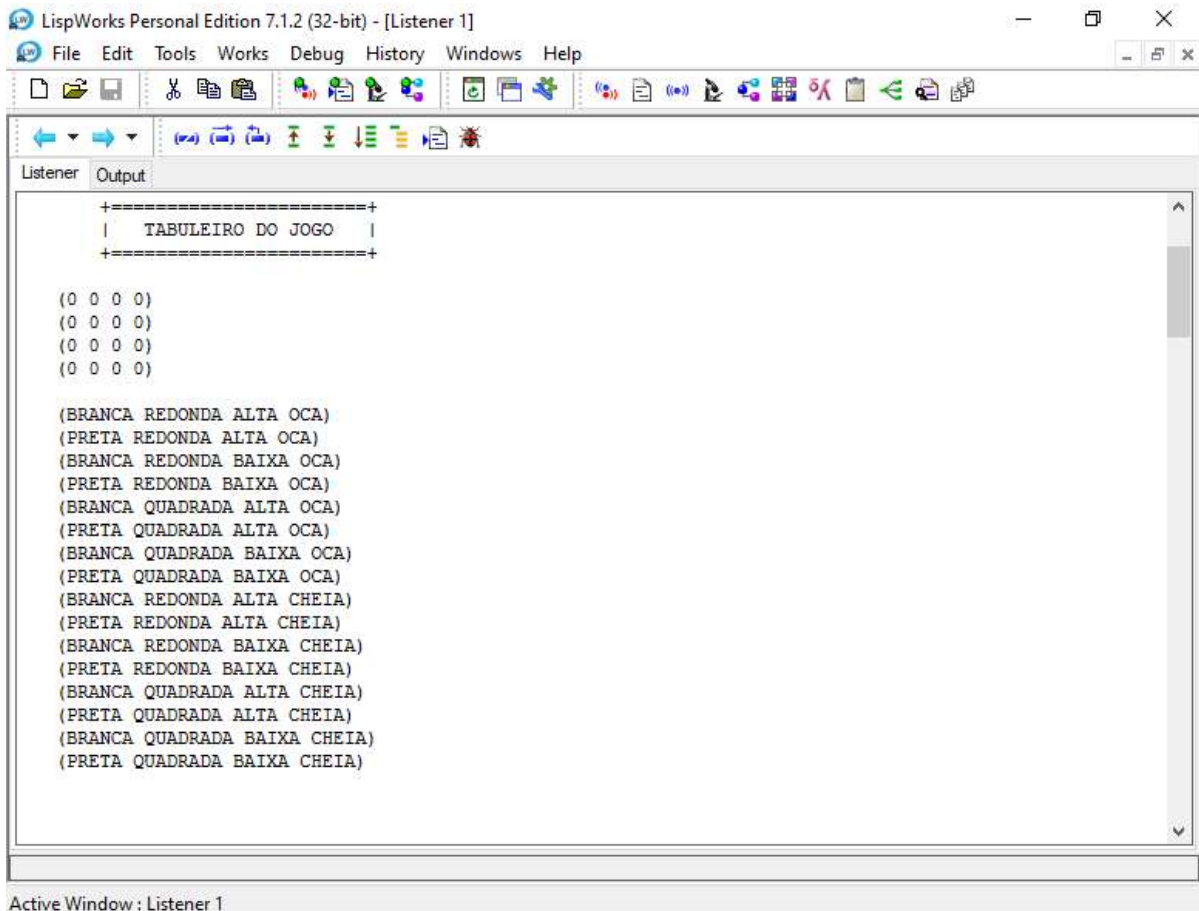 LispWorks Personal Edition 7.1.2 (32-bit) - [Listener 1]
File Edit Tools Works Debug History Windows Help
Listener Output
+=======================+
| TABULEIRO DO JOGO |
+=======================+
(0 0 0 0)
(0 0 0 0)
(0 0 0 0)
(0 0 0 0)
(BRANCA REDONDA ALTA OCA)
(PRETA REDONDA ALTA OCA)
(BRANCA REDONDA BAIXA OCA)
(PRETA REDONDA BAIXA OCA)
(BRANCA QUADRADA ALTA OCA)
(PRETA QUADRADA ALTA OCA)
(BRANCA QUADRADA BAIXA OCA)
(PRETA QUADRADA BAIXA OCA)
(BRANCA REDONDA ALTA CHEIA)
(PRETA REDONDA ALTA CHEIA)
(BRANCA REDONDA BAIXA CHEIA)
(PRETA REDONDA BAIXA CHEIA)
(BRANCA QUADRADA ALTA CHEIA)
(PRETA QUADRADA ALTA CHEIA)
(BRANCA QUADRADA BAIXA CHEIA)
(PRETA QUADRADA BAIXA CHEIA)
Active Window : Listener 1